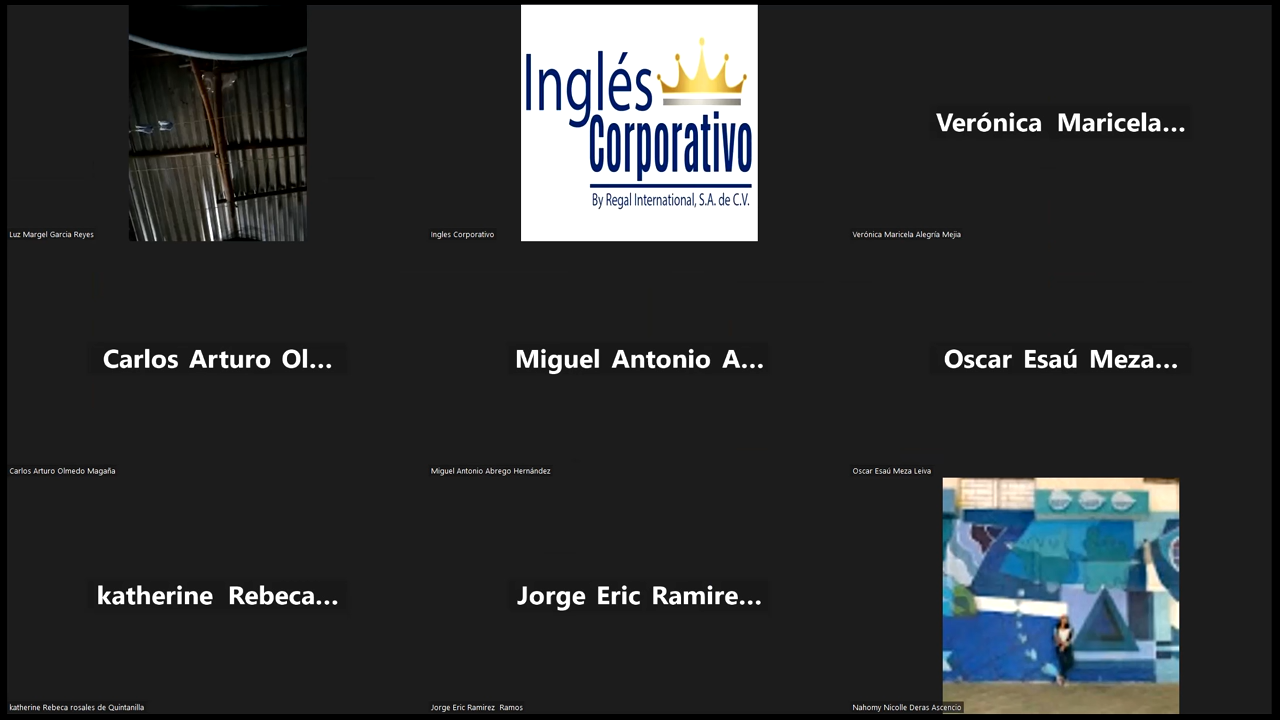 Inglés
Corporativo
By Regal International, S.A. de C.V.
Verónica Maricela...
Luz Margel Garcia Reyes
Ingles Corporativo
Verónica Maricela Alegría Mejia
Carlos Arturo Ol...
Miguel Antonio A...
Oscar Esaú Meza...
Carlos Arturo Olmedo Magaña
Miguel Antonio Abrego Hernández
Oscar Esaú Meza Leiva
katherine Rebeca...
Jorge Eric Ramire...
katherine Rebeca rosales de Quintanilla
Jorge Eric Ramirez Ramos
Nahomy Nicolle Deras Ascencio